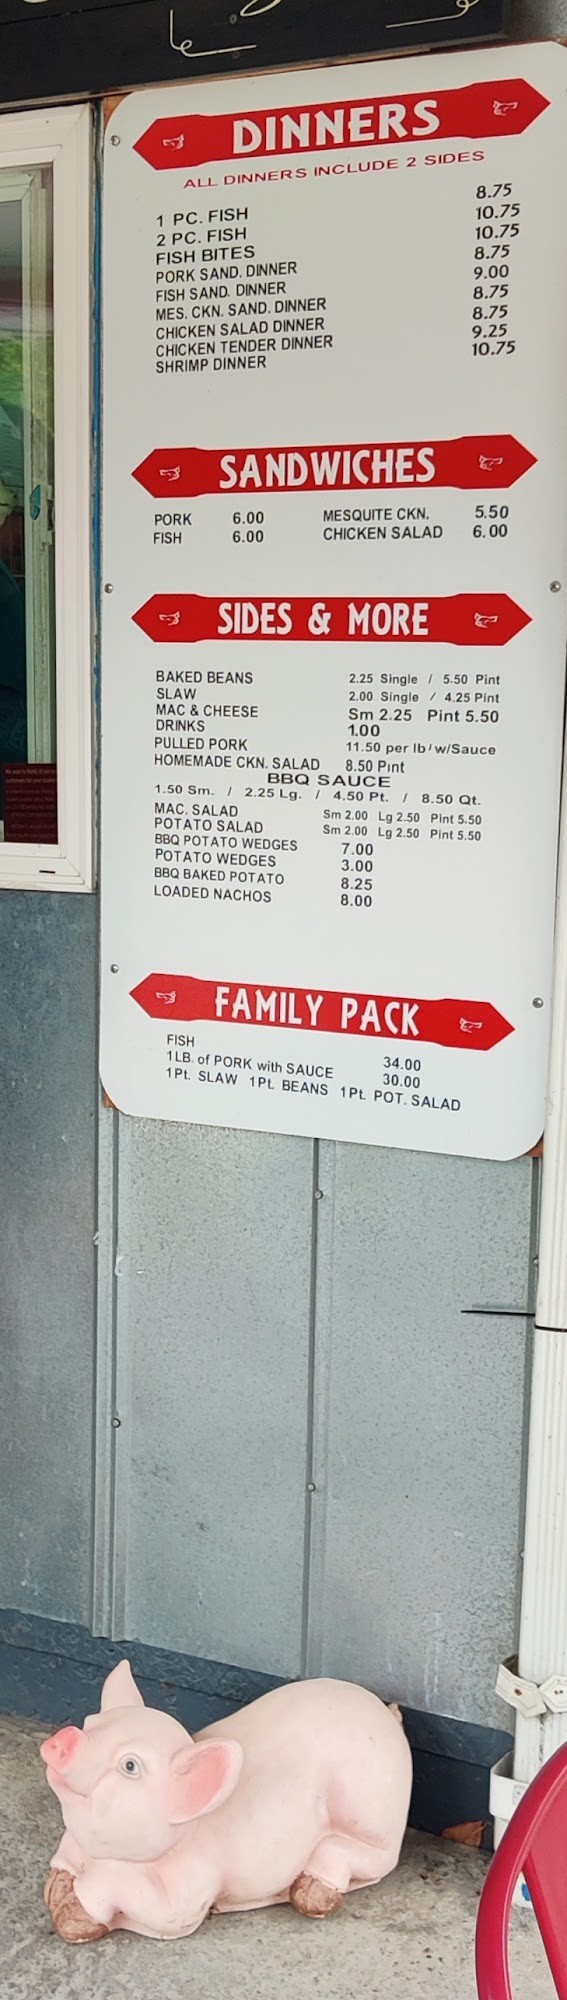 DINNERS
ALL DINNERS INCLUDE 2 SIDES
1 PC. FISH 8.75
2 PC. FISH 10.75
FISH BITES 10.75
PORK SAND. DINNER 8.75
FISH SAND. DINNER 9.00
MES. CKN. SAND. DINNER 8.75
CHICKEN SALAD DINNER 8.75
CHICKEN TENDER DINNER 9.25
SHRIMP DINNER 10.75
SANDWICHES
PORK 6.00 MESQUITE CKN. 5.50
FISH 6.00 CHICKEN SALAD 6.00
SIDES & MORE
BAKED BEANS 2.25 Single / 5.50 Pint
SLAW 2.00 Single / 4.25 Pint
MAC & CHEESE Sm 2.25 Pint 5.50
DRINKS 1.00
PULLED PORK 11.50 per lb/w/Sauce
HOMEMADE CKN. SALAD 8.50 Pint
BBQ SAUCE
1.50 Sm. / 2.25 Lg. / 4.50 Pt. / 8.50 Qt.
MAC. SALAD Sm 2.00 Lg 2.50 Pint 5.50
POTATO SALAD Sm 2.00 Lg 2.50 Pint 5.50
BBQ POTATO WEDGES 7.00
POTATO WEDGES 3.00
BBQ BAKED POTATO 8.25
LOADED NACHOS 8.00
FAMILY PACK
FISH 34.00
1LB. of PORK with SAUCE 30.00
1Pt. SLAW 1Pt. BEANS 1Pt. POT. SALAD